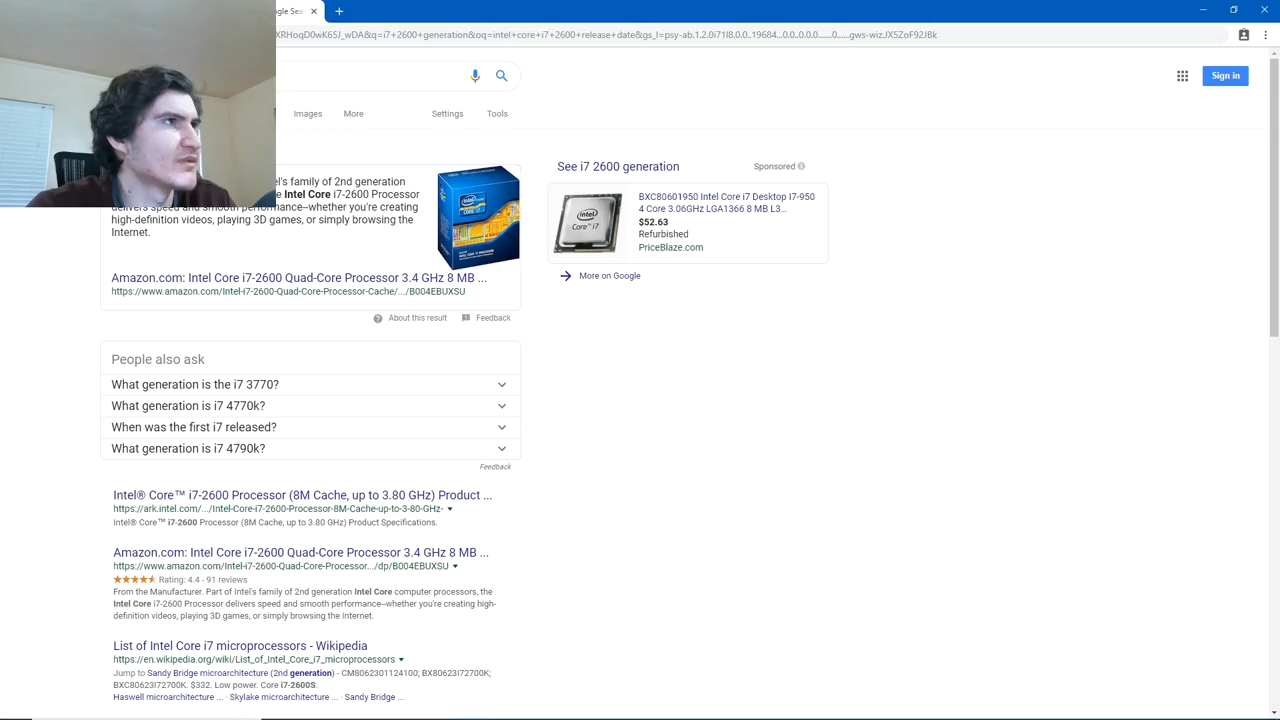 gle Sea
XRHoqD0wK65J_wDA&q=i7+2600+generation&oq=intel+core+i7+2600+release+date&gs_l=psy-ab.1.2.0i71l8.0.0..19684...0.0..0.0.0.......0......gws-wiz.JX5ZoF92JBk
Sign in
Images
More
Settings
Tools
el's family of 2nd generation
Intel Core i7-2600 Processor
delivers speed and smooth performance--whether you're creating
high-definition videos, playing 3D games, or simply browsing the
Internet.
Amazon.com: Intel Core i7-2600 Quad-Core Processor 3.4 GHz 8 MB ...
https://www.amazon.com/Intel-i7-2600-Quad-Core-Processor-Cache/.../B004EBUXSU
About this result
Feedback
See i7 2600 generation
Sponsored
intel
Core™ i7
BXC80601950 Intel Core i7 Desktop I7-950
4 Core 3.06GHz LGA1366 8 MB L3...
$52.63
Refurbished
PriceBlaze.com
More on Google
People also ask
What generation is the i7 3770?
What generation is i7 4770k?
When was the first i7 released?
What generation is i7 4790k?
Feedback
Intel® Core™ i7-2600 Processor (8M Cache, up to 3.80 GHz) Product ...
https://ark.intel.com/.../Intel-Core-i7-2600-Processor-8M-Cache-up-to-3-80-GHz-
Intel® Core™ i7-2600 Processor (8M Cache, up to 3.80 GHz) Product Specifications.
Amazon.com: Intel Core i7-2600 Quad-Core Processor 3.4 GHz 8 MB ...
https://www.amazon.com/Intel-i7-2600-Quad-Core-Processor.../dp/B004EBUXSU
Rating: 4.4 - 91 reviews
From the Manufacturer. Part of Intel's family of 2nd generation Intel Core computer processors, the
Intel Core i7-2600 Processor delivers speed and smooth performance--whether you're creating high-
definition videos, playing 3D games, or simply browsing the Internet.
List of Intel Core i7 microprocessors - Wikipedia
https://en.wikipedia.org/wiki/List_of_Intel_Core_i7_microprocessors
Jump to Sandy Bridge microarchitecture (2nd generation) - CM8062301124100; BX80623I72700K;
BXC80623I72700K. $332. Low power. Core i7-2600S.
Haswell microarchitecture ... · Skylake microarchitecture ... · Sandy Bridge ...